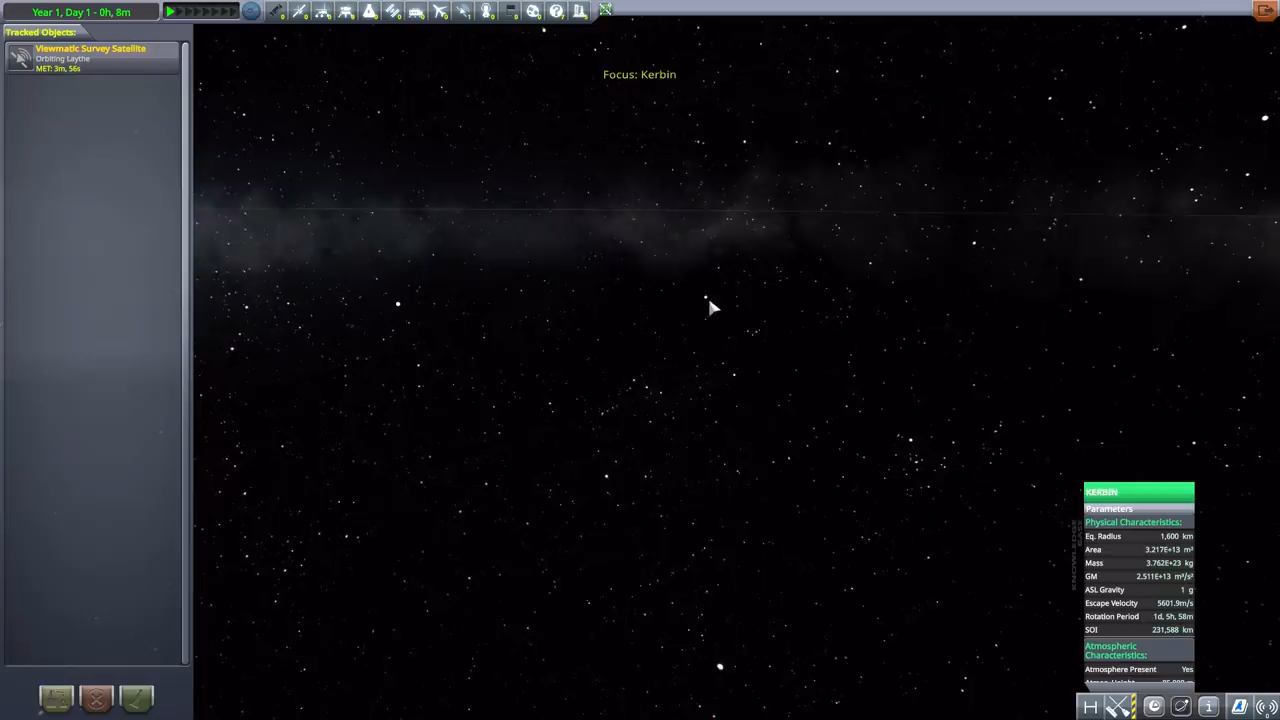 Year 1, Day 1 - 0h, 8m
Tracked Objects:
Viewmatic Survey Satellite
Orbiting Laythe
MET: 3m, 56s
Focus: Kerbin
KERBIN
Parameters
Physical Characteristics:
Eq. Radius 1,600 km
Area 3.217E+13 m²
Mass 3.762E+23 kg
GM 2.511E+13 m³/s²
ASL Gravity 1 g
Escape Velocity 5601.9m/s
Rotation Period 1d, 5h, 58m
SOI 231,588 km
Atmospheric
Characteristics:
Atmosphere Present Yes